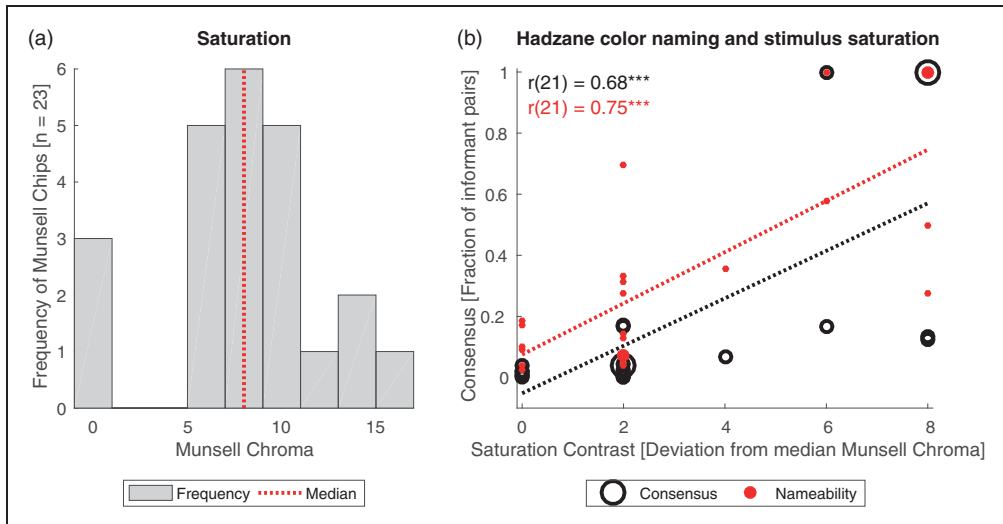 (a) Saturation
Frequency of Munsell Chips [n = 23]
6
5
4
3
2
1
0
0 5 10 15
Munsell Chroma
Frequency Median
(b) Hadzane color naming and stimulus saturation
r(21) = 0.68***
r(21) = 0.75***
Consensus [Fraction of informant pairs]
1
0.8
0.6
0.4
0.2
0
0 2 4 6 8
Saturation Contrast [Deviation from median Munsell Chroma]
Consensus Nameability